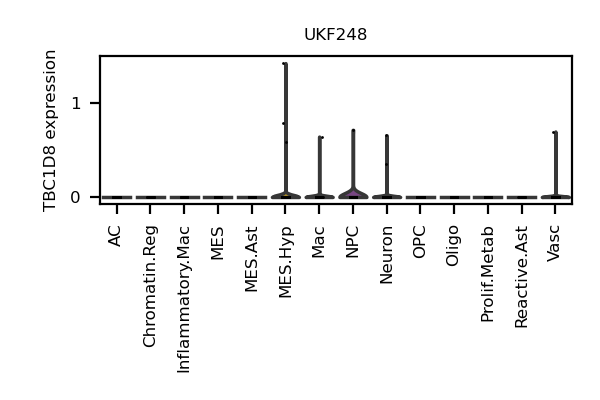 UKF248
TBC1D8 expression
1
0
AC
Chromatin.Reg
Inflammatory.Mac
MES
MES.Ast
MES.Hyp
Mac
NPC
Neuron
OPC
Oligo
Prolif.Metab
Reactive.Ast
Vasc